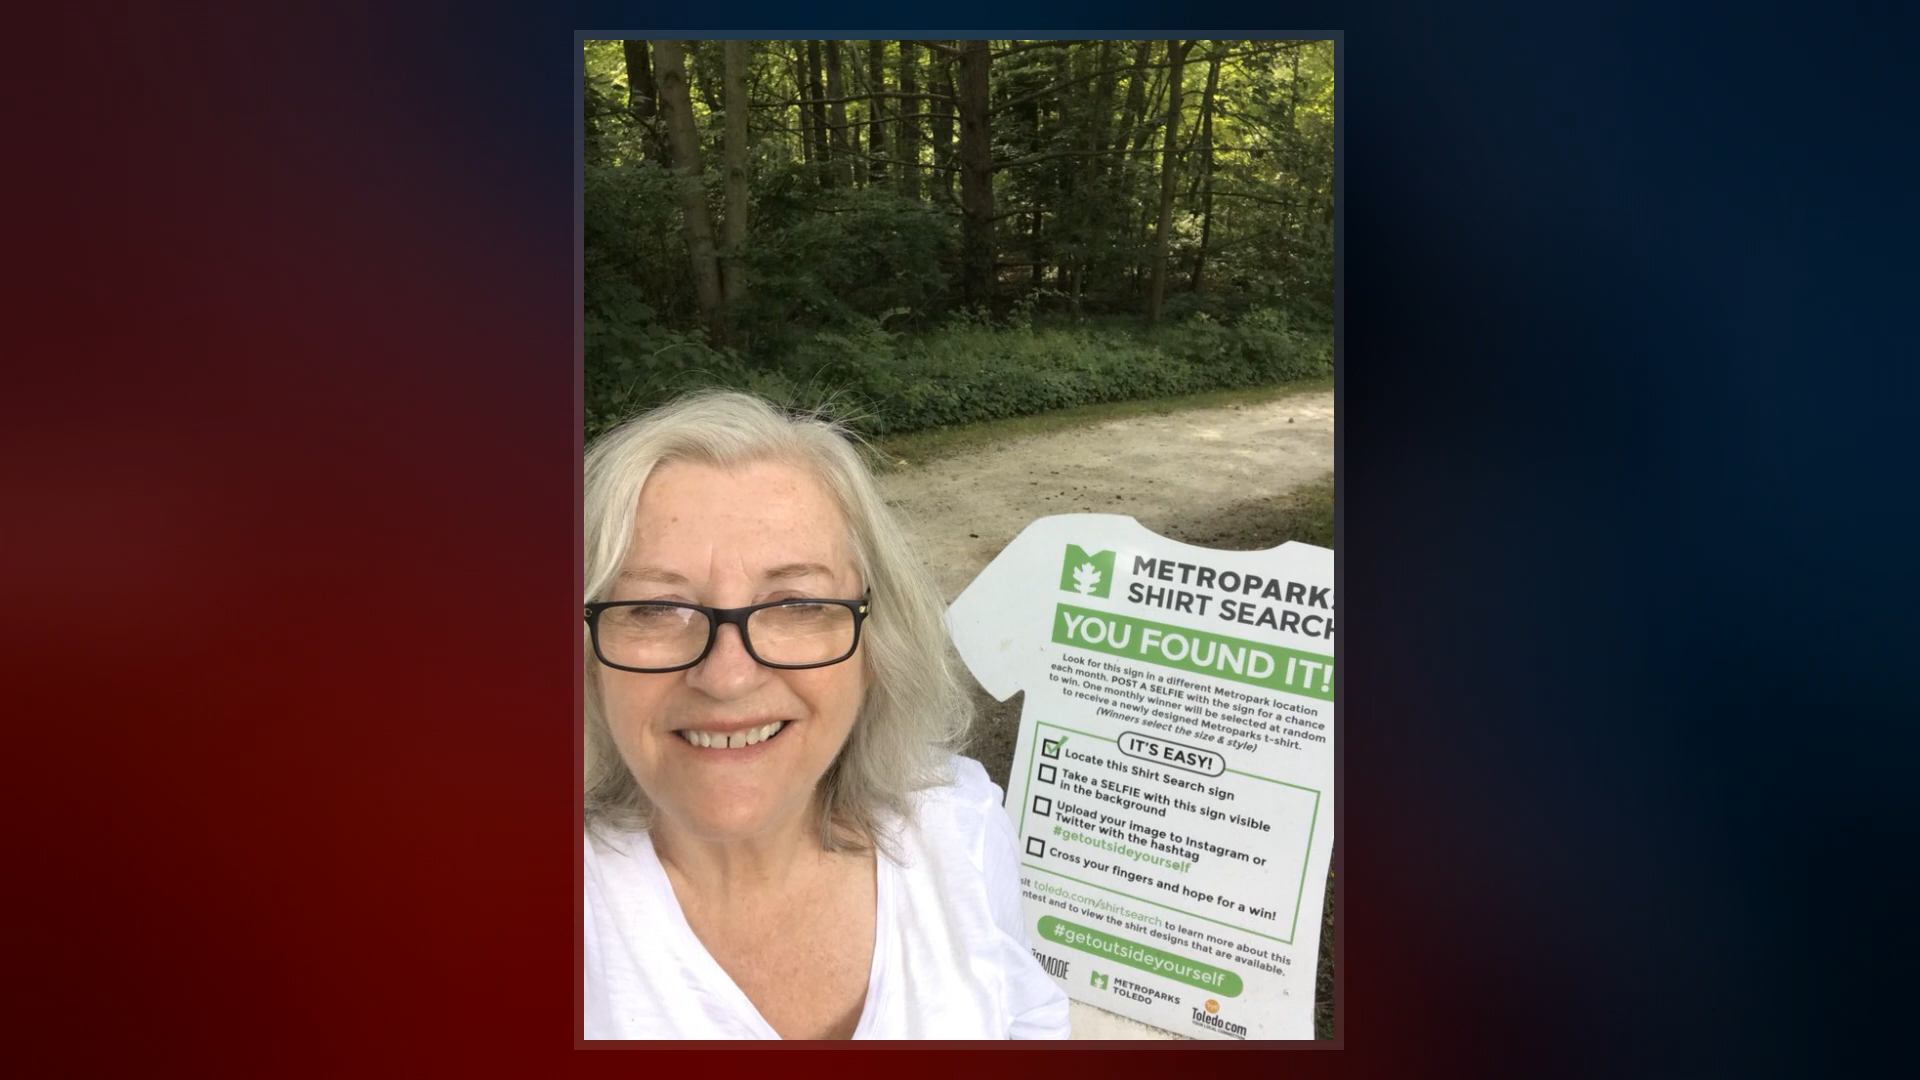 METROPARKS
SHIRT SEARCH
YOU FOUND IT!
Look for this sign in a different Metropark location
each month. POST A SELFIE with the sign for a chance
to win. One monthly winner will be selected at random
to receive a newly designed Metroparks t-shirt.
(Winners select the size & style)
IT'S EASY!
Locate this Shirt Search sign
Take a SELFIE with this sign visible
in the background
Upload your image to Instagram or
Twitter with the hashtag
#getoutsideyourself
Cross your fingers and hope for a win!
toledo.com/shirtsearch to learn more about this
and to view the shirt designs that are available.
#getoutsideyourself
METROPARKS
TOLEDO
Toledo.com
YOUR LOCAL CONNECTION